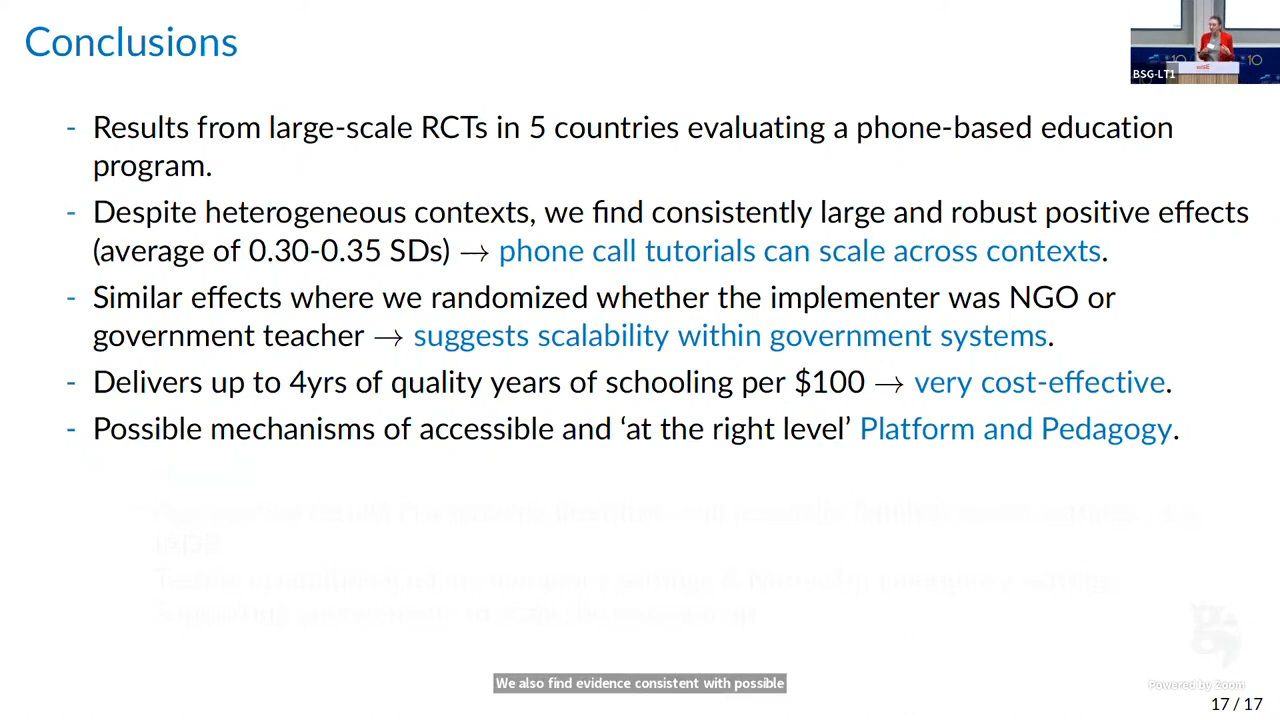 Conclusions
BSG-LT1
10
- Results from large-scale RCTs in 5 countries evaluating a phone-based education
program.
- Despite heterogeneous contexts, we find consistently large and robust positive effects
(average of 0.30-0.35 SDs) → phone call tutorials can scale across contexts.
- Similar effects where we randomized whether the implementer was NGO or
government teacher → suggests scalability within government systems.
- Delivers up to 4yrs of quality years of schooling per $100 → very cost-effective.
- Possible mechanisms of accessible and ‘at the right level’ Platform and Pedagogy.
We also find evidence consistent with possible
Powered by Zoom
17 / 17